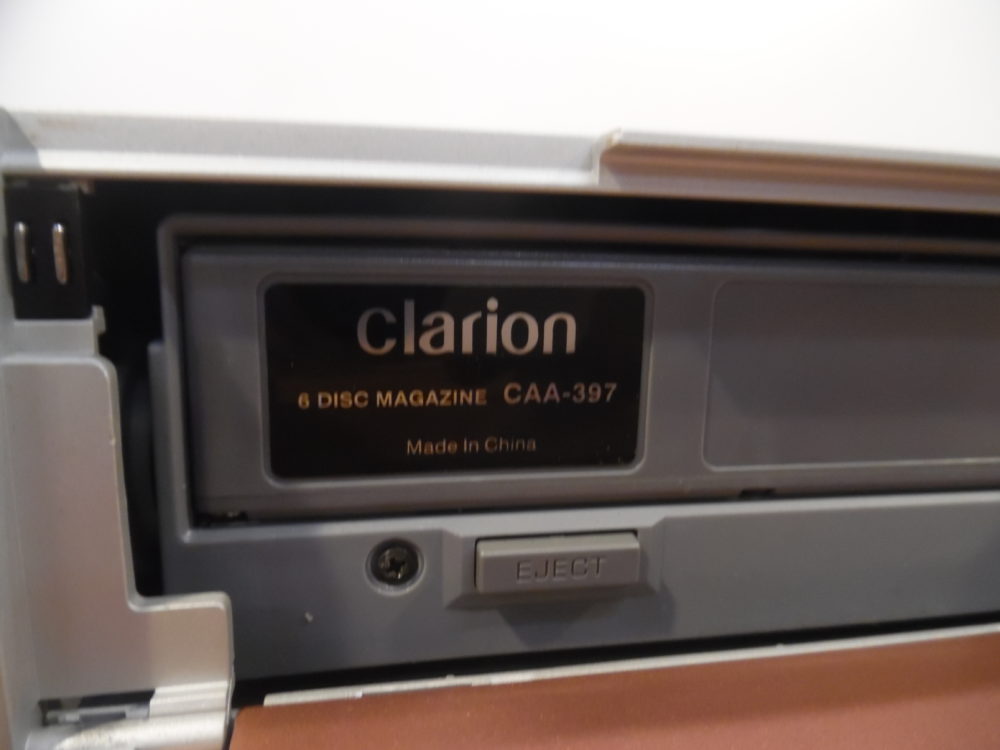 clarion
6 DISC MAGAZINE CAA-397
Made In China
EJECT